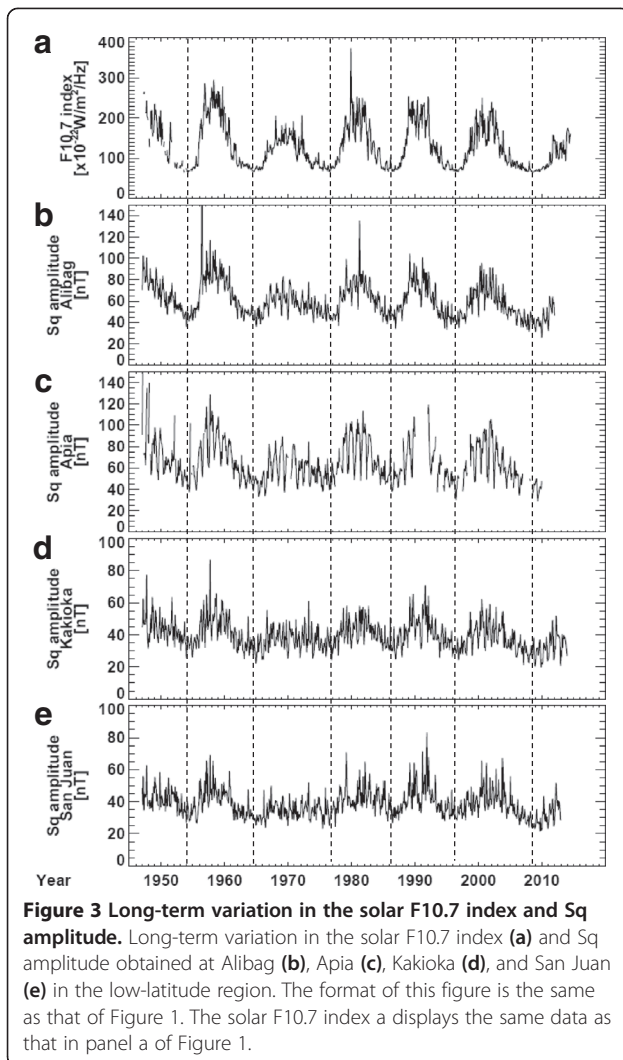 a
F10.7 index
[x10-22W/m2/Hz]
400
300
200
100
0
b
Sq amplitude
Alibag
[nT]
140
120
100
80
60
40
20
0
c
Sq amplitude
Apia
[nT]
140
120
100
80
60
40
20
0
d
Sq amplitude
Kakioka
[nT]
100
80
60
40
20
0
e
Sq amplitude
San Juan
[nT]
100
80
60
40
20
0
Year 1950 1960 1970 1980 1990 2000 2010
Figure 3 Long-term variation in the solar F10.7 index and Sq
amplitude. Long-term variation in the solar F10.7 index (a) and Sq
amplitude obtained at Alibag (b), Apia (c), Kakioka (d), and San Juan
(e) in the low-latitude region. The format of this figure is the same
as that of Figure 1. The solar F10.7 index a displays the same data as
that in panel a of Figure 1.